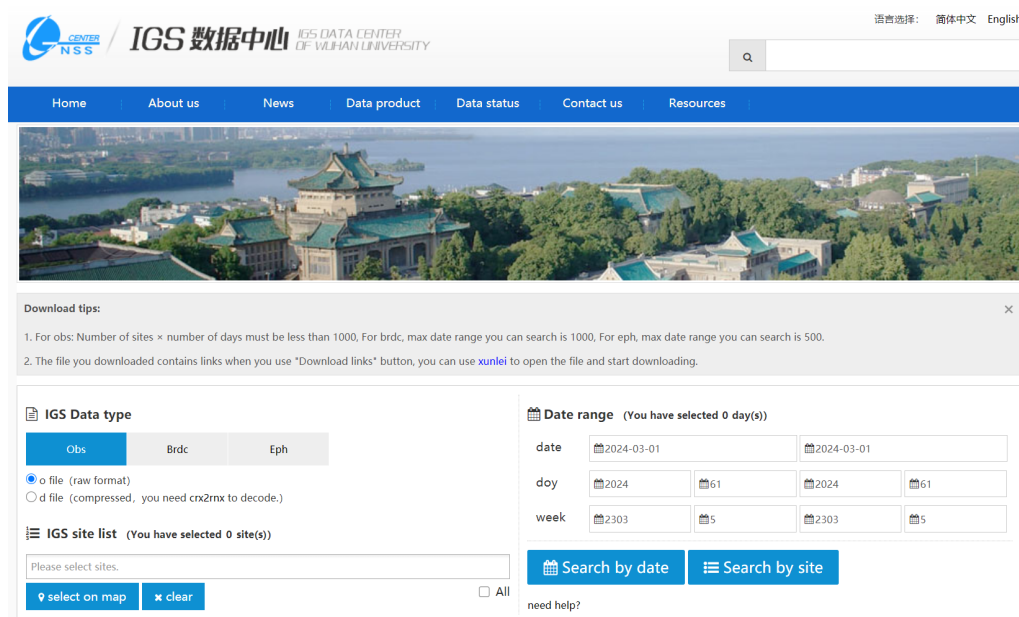 语言选择： 简体中文 English
CENTER
GNSS
IGS 数据中心
IGS DATA CENTER
OF WUHAN UNIVERSITY
Home About us News Data product Data status Contact us Resources
Download tips:
1. For obs: Number of sites × number of days must be less than 1000, For brdc, max date range you can search is 1000, For eph, max date range you can search is 500.
2. The file you downloaded contains links when you use "Download links" button, you can use xunlei to open the file and start downloading.
IGS Data type
Obs Brdc Eph
o file（raw format）
d file（compressed，you need crx2rnx to decode.）
IGS site list (You have selected 0 site(s))
Please select sites.
select on map clear All
Date range (You have selected 0 day(s))
date 2024-03-01 2024-03-01
doy 2024 61 2024 61
week 2303 5 2303 5
Search by date Search by site
need help?